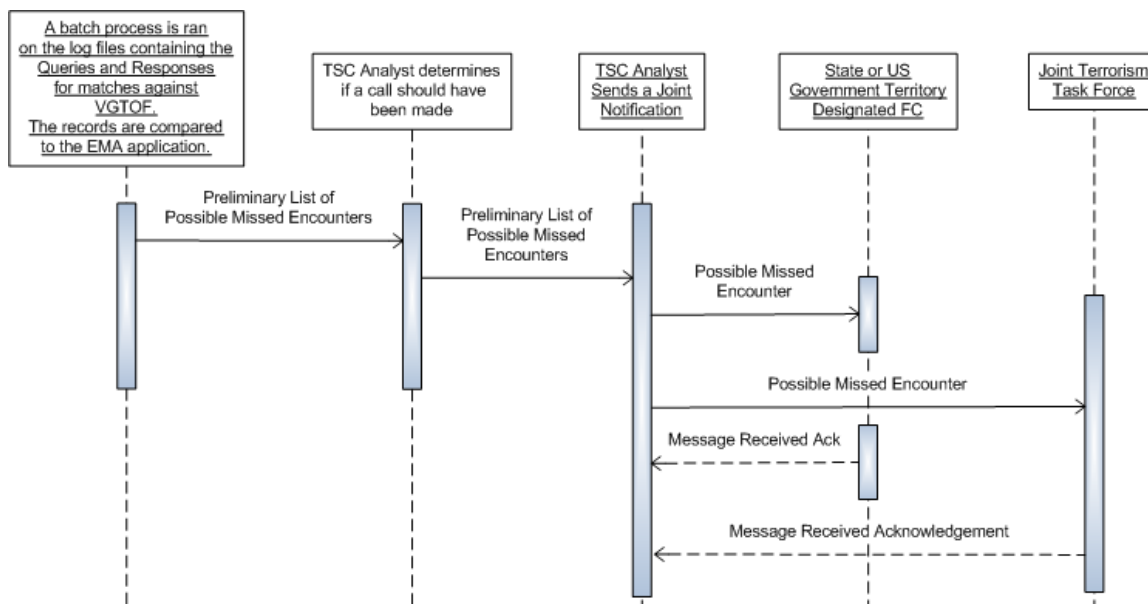 A batch process is ran
on the log files containing the
Queries and Responses
for matches against
VGTOF.
The records are compared
to the EMA application.
TSC Analyst determines
if a call should have
been made
TSC Analyst
Sends a Joint
Notification
State or US
Government Territory
Designated FC
Joint Terrorism
Task Force
Preliminary List of
Possible Missed Encounters
Preliminary List of
Possible Missed
Encounters
Possible Missed
Encounter
Possible Missed Encounter
Message Received Ack
Message Received Acknowledgement